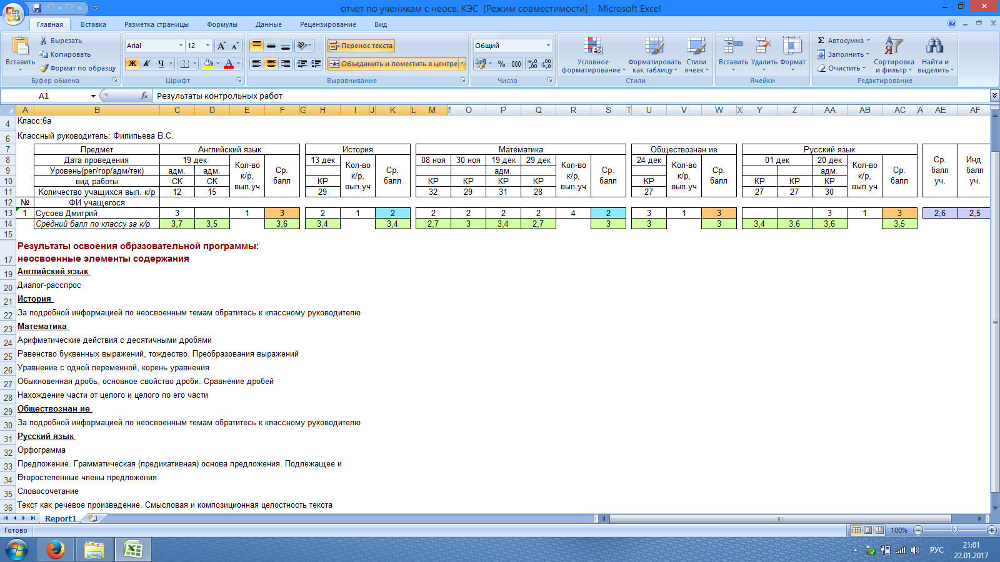 отчет по ученикам с неосв. КЭС  [Режим совместимости] - Microsoft Excel
Главная Вставка Разметка страницы Формулы Данные Рецензирование Вид
Вставить Вырезать Копировать Формат по образцу
Буфер обмена
Arial 12
Ж К Ч
Шрифт
Перенос текста
Объединить и поместить в центре
Выравнивание
Общий
% 000
Число
Условное форматирование Форматировать как таблицу Стили ячеек
Стили
Вставить Удалить Формат
Ячейки
Σ Автосумма Заполнить Очистить Сортировка и фильтр Найти и выделить
Редактирование
A1 fx Результаты контрольных работ
A B C D E F G H I J K L M N O P Q R S T U V W X Y Z AA AB AC A AE AF
4 Класс:6а
6 Классный руководитель: Филипьева В.С.
7 Предмет Английский язык История Математика Обществознан ие Русский язык
8 Дата проведения 19 дек Кол-во к/р, вып.уч Ср. балл 13 дек Кол-во к/р, вып.уч Ср. балл 08 ноя 30 ноя 19 дек 29 дек Кол-во к/р, вып.уч Ср. балл 24 дек Кол-во к/р, вып.уч Ср. балл 01 дек 20 дек Кол-во к/р, вып.уч Ср. балл Ср. балл уч. Инд. балл уч.
9 Уровень(рег/гор/адм/тек) адм. адм. адм. адм.
10 вид работы СК СК КР КР КР КР КР КР КР КР КР
11 Количество учащихся вып. к/р 12 15 29 32 29 31 28 27 27 27 30
12 № ФИ учащегося
13 1 Сусоев Дмитрий 3 1 3 2 1 2 2 2 2 2 4 2 3 1 3 3 1 3 2,6 2,5
14 Средний балл по классу за к/р 3,7 3,5 3,6 3,4 3,4 2,7 3 3,4 2,7 3 3 3 3,4 3,6 3,6 3,5
15
Результаты освоения образовательной программы:
17 неосвоенные элементы содержания
19 Английский язык
20 Диалог-расспрос
21 История
22 За подробной информацией по неосвоенным темам обратитесь к классному руководителю
23 Математика
24 Арифметические действия с десятичными дробями
25 Равенство буквенных выражений, тождество. Преобразования выражений
26 Уравнение с одной переменной, корень уравнения
27 Обыкновенная дробь, основное свойство дроби. Сравнение дробей
28 Нахождение части от целого и целого по его части
29 Обществознан ие
30 За подробной информацией по неосвоенным темам обратитесь к классному руководителю
31 Русский язык
32 Орфограмма
33 Предложение. Грамматическая (предикативная) основа предложения. Подлежащее и
34 Второстепенные члены предложения
35 Словосочетание
36 Текст как речевое произведение. Смысловая и композиционная целостность текста
Report1
Готово 100%
РУС 21:01
22.01.2017